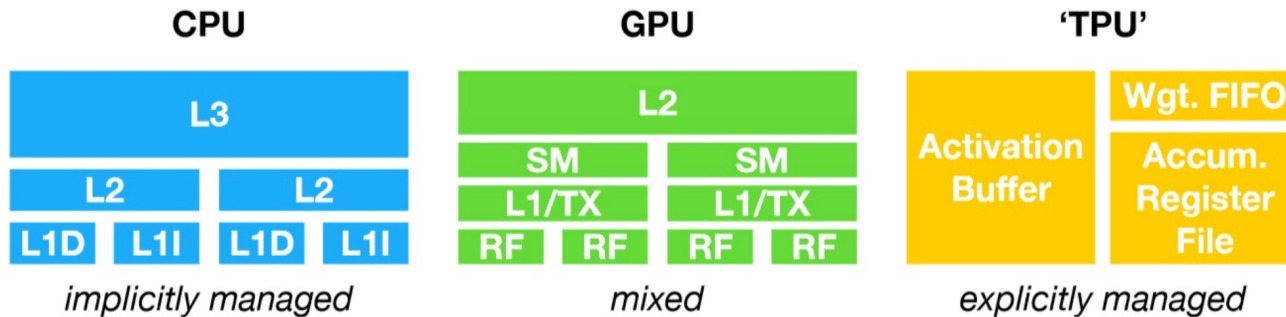 CPU
GPU
'TPU'
L3
L2 L2
L1D L1I L1D L1I
L2
SM SM
L1/TX L1/TX
RF RF RF RF
Activation
Buffer
Wgt. FIFO
Accum.
Register
File
implicitly managed
mixed
explicitly managed